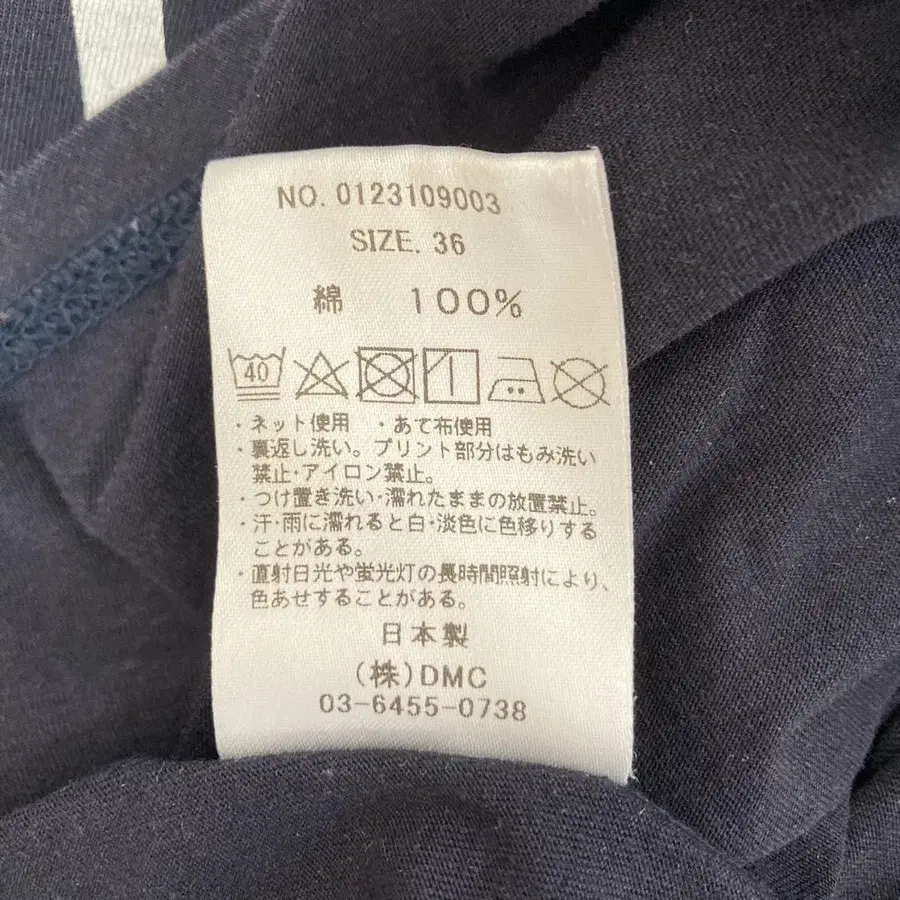 NO. 0123109003
SIZE. 36
綿 100%
40
・ネット使用 ・あて布使用
・裏返し洗い。プリント部分はもみ洗い
禁止・アイロン禁止。
・つけ置き洗い・濡れたままの放置禁止。
・汗・雨に濡れると白・淡色に色移りする
ことがある。
・直射日光や蛍光灯の長時間照射により、
色あせすることがある。
日本製
(株)DMC
03-6455-0738